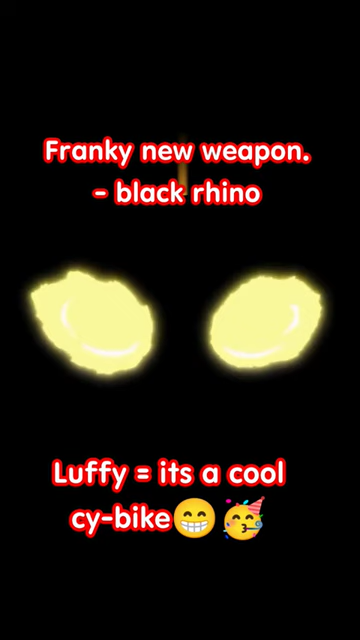 Franky new weapon.
- black rhino
Luffy = its a cool
cy-bike😁🥳